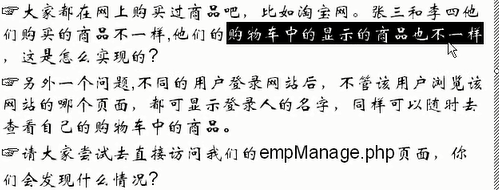 ☞大家都在网上购买过商品吧，比如淘宝网。张三和李四他
们购买的商品不一样,他们的购物车中的显示的商品也不一样
，这是怎么实现的?
☞另外一个问题,不同的用户登录网站后，不管该用户浏览该
网站的哪个页面，都可显示登录人的名字，同样可以随时去
查看自己的购物车中的商品。
☞请大家尝试去直接访问我们的empManage.php页面，你
们会发现什么情况?